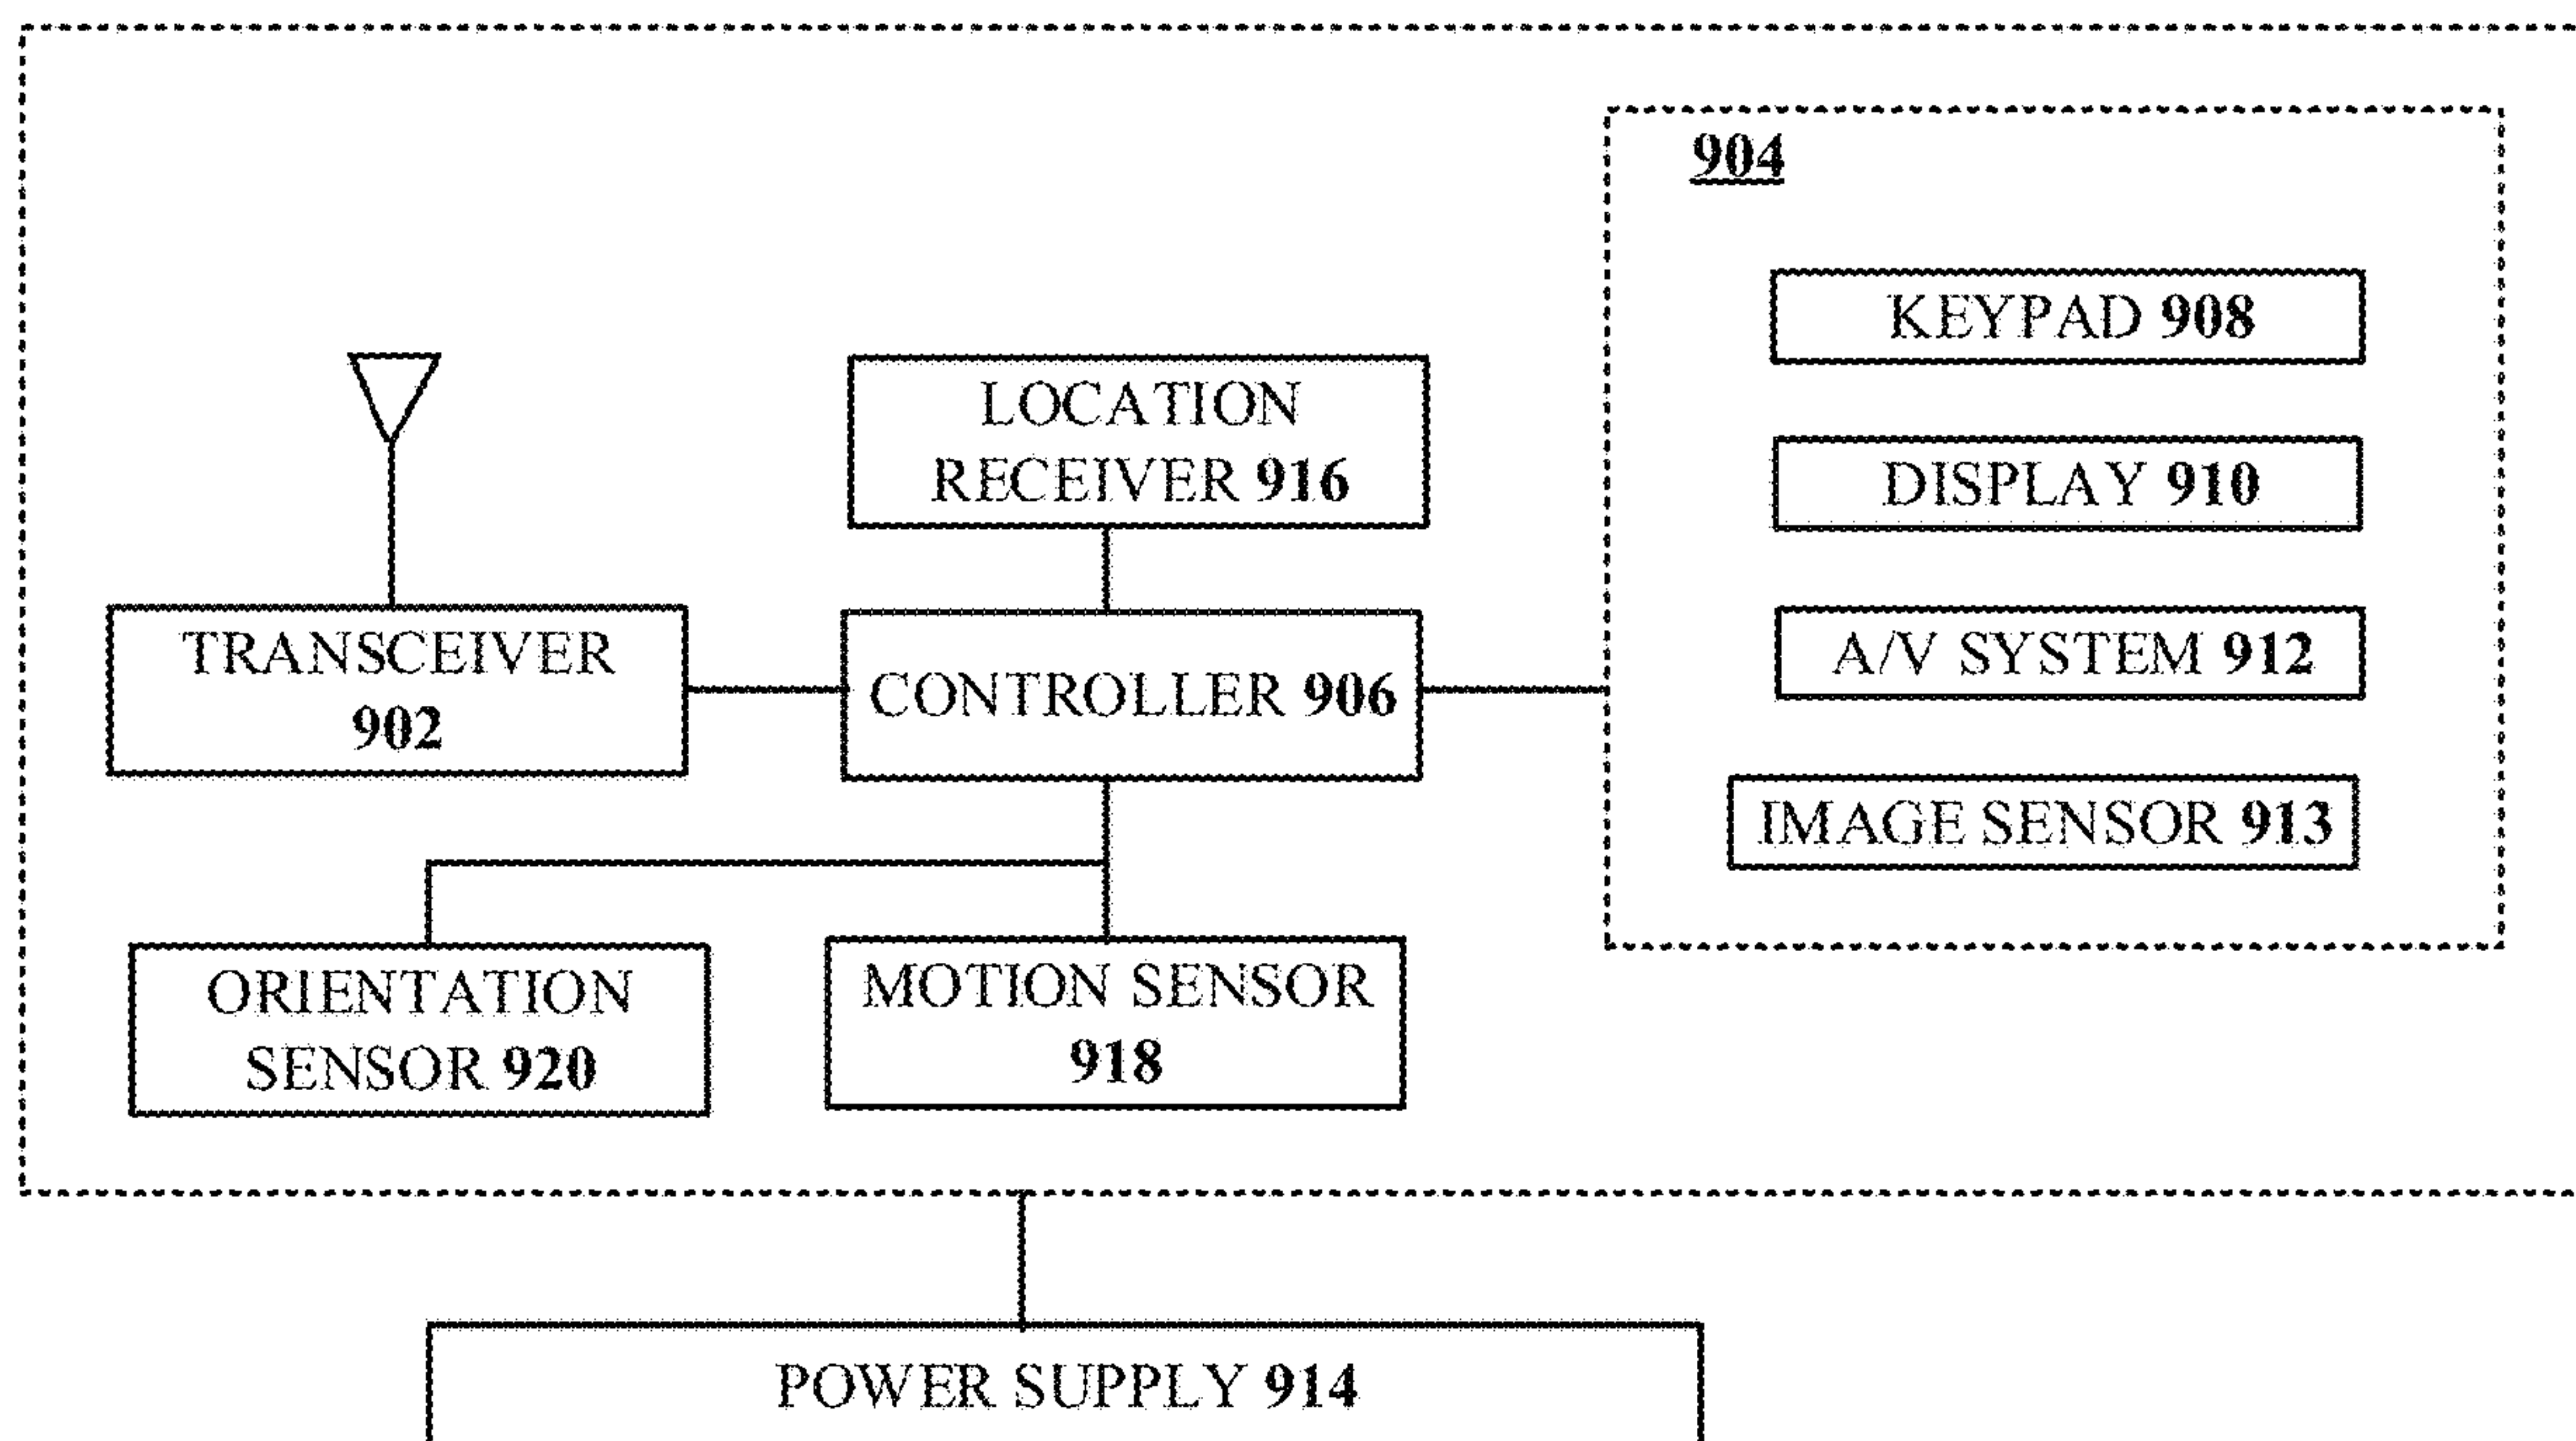 904
KEYPAD 908
LOCATION
RECEIVER 916
DISPLAY 910
TRANSCEIVER
902
CONTROLLER 906
A/V SYSTEM 912
IMAGE SENSOR 913
ORIENTATION
SENSOR 920
MOTION SENSOR
918
POWER SUPPLY 914